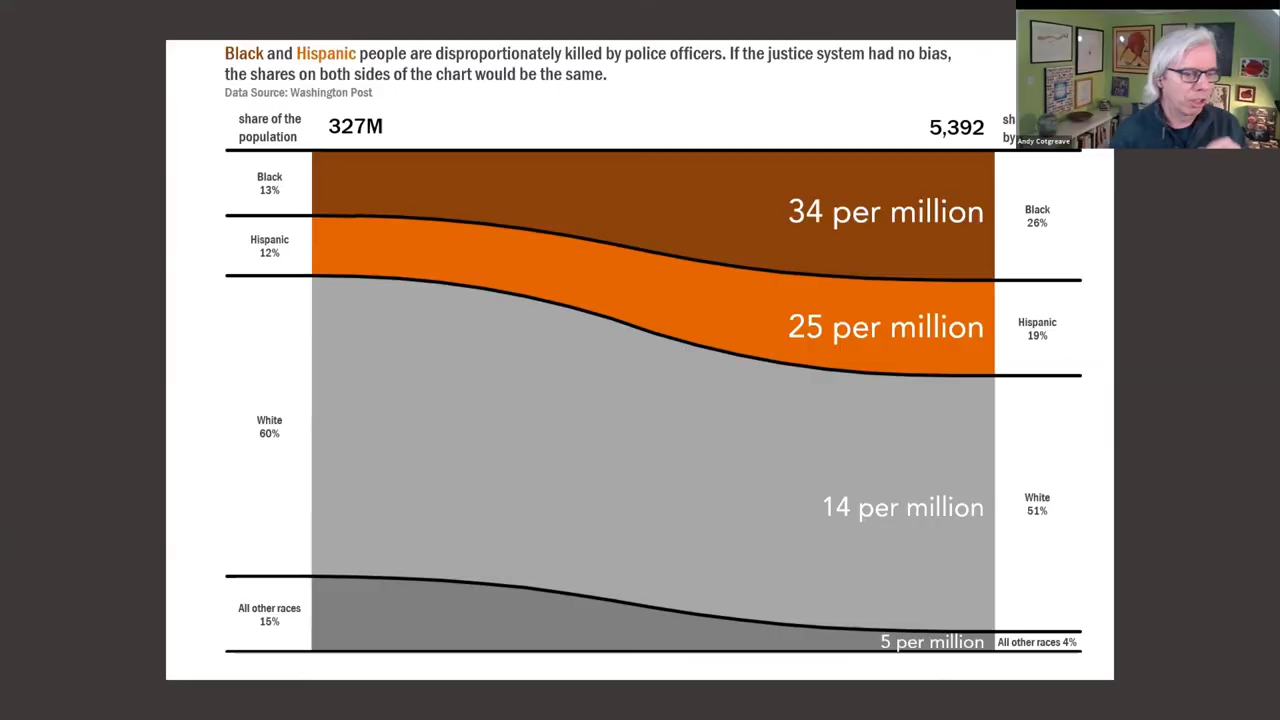 Black and Hispanic people are disproportionately killed by police officers. If the justice system had no bias,
the shares on both sides of the chart would be the same.
Data Source: Washington Post
share of the
population
327M
5,392
sh
by
Andy Cotgreave
Black
13%
34 per million
Black
26%
Hispanic
12%
25 per million
Hispanic
19%
White
60%
14 per million
White
51%
All other races
15%
5 per million
All other races 4%